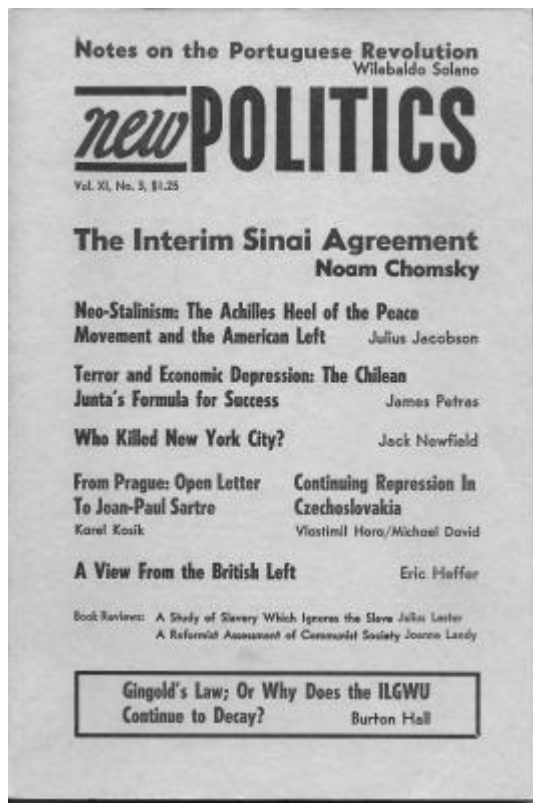 Notes on the Portuguese Revolution
Wilebaldo Solano
new POLITICS
Vol. XI, No. 3, $1.25
The Interim Sinai Agreement
Noam Chomsky
Neo-Stalinism: The Achilles Heel of the Peace
Movement and the American Left Julius Jacobson
Terror and Economic Depression: The Chilean
Junta's Formula for Success James Petras
Who Killed New York City? Jack Newfield
From Prague: Open Letter
To Jean-Paul Sartre
Karel Kosik
Continuing Repression In
Czechoslovakia
Vlastimil Hora/Michael David
A View From the British Left Eric Heffer
Book Reviews: A Study of Slavery Which Ignores the Slave Julius Lester
A Reformist Assessment of Communist Society Joanne Landy
Gingold's Law; Or Why Does the ILGWU
Continue to Decay? Burton Hall